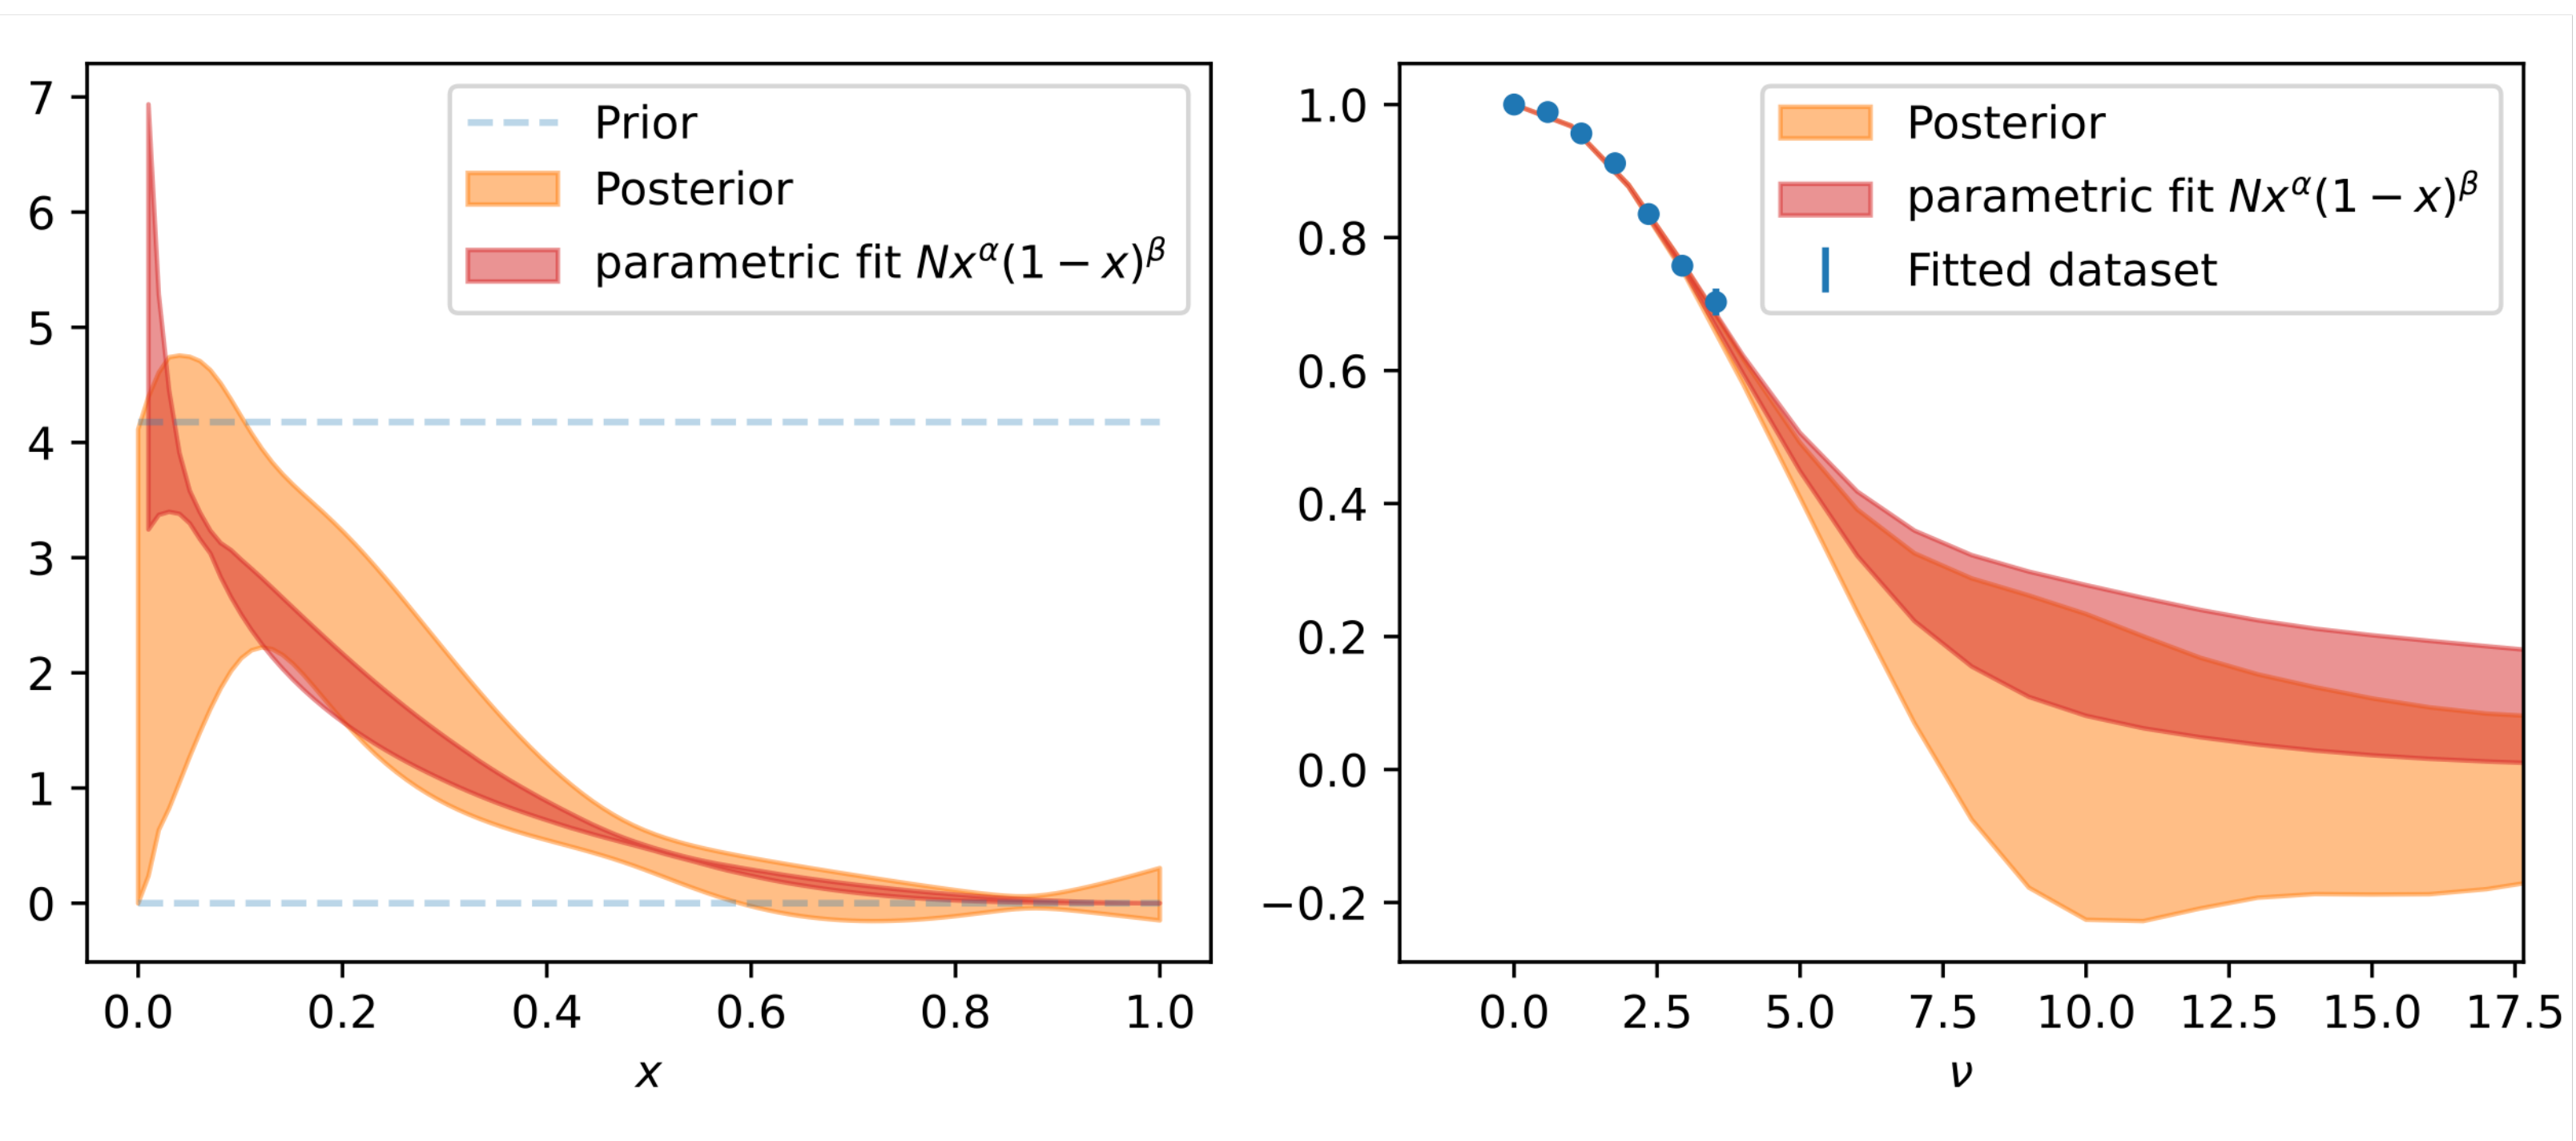 7
6
5
4
3
2
1
0
0.0 0.2 0.4 0.6 0.8 1.0
x
Prior
Posterior
parametric fit Nx^α(1 − x)^β
1.0
0.8
0.6
0.4
0.2
0.0
−0.2
0.0 2.5 5.0 7.5 10.0 12.5 15.0 17.5
ν
Posterior
parametric fit Nx^α(1 − x)^β
Fitted dataset